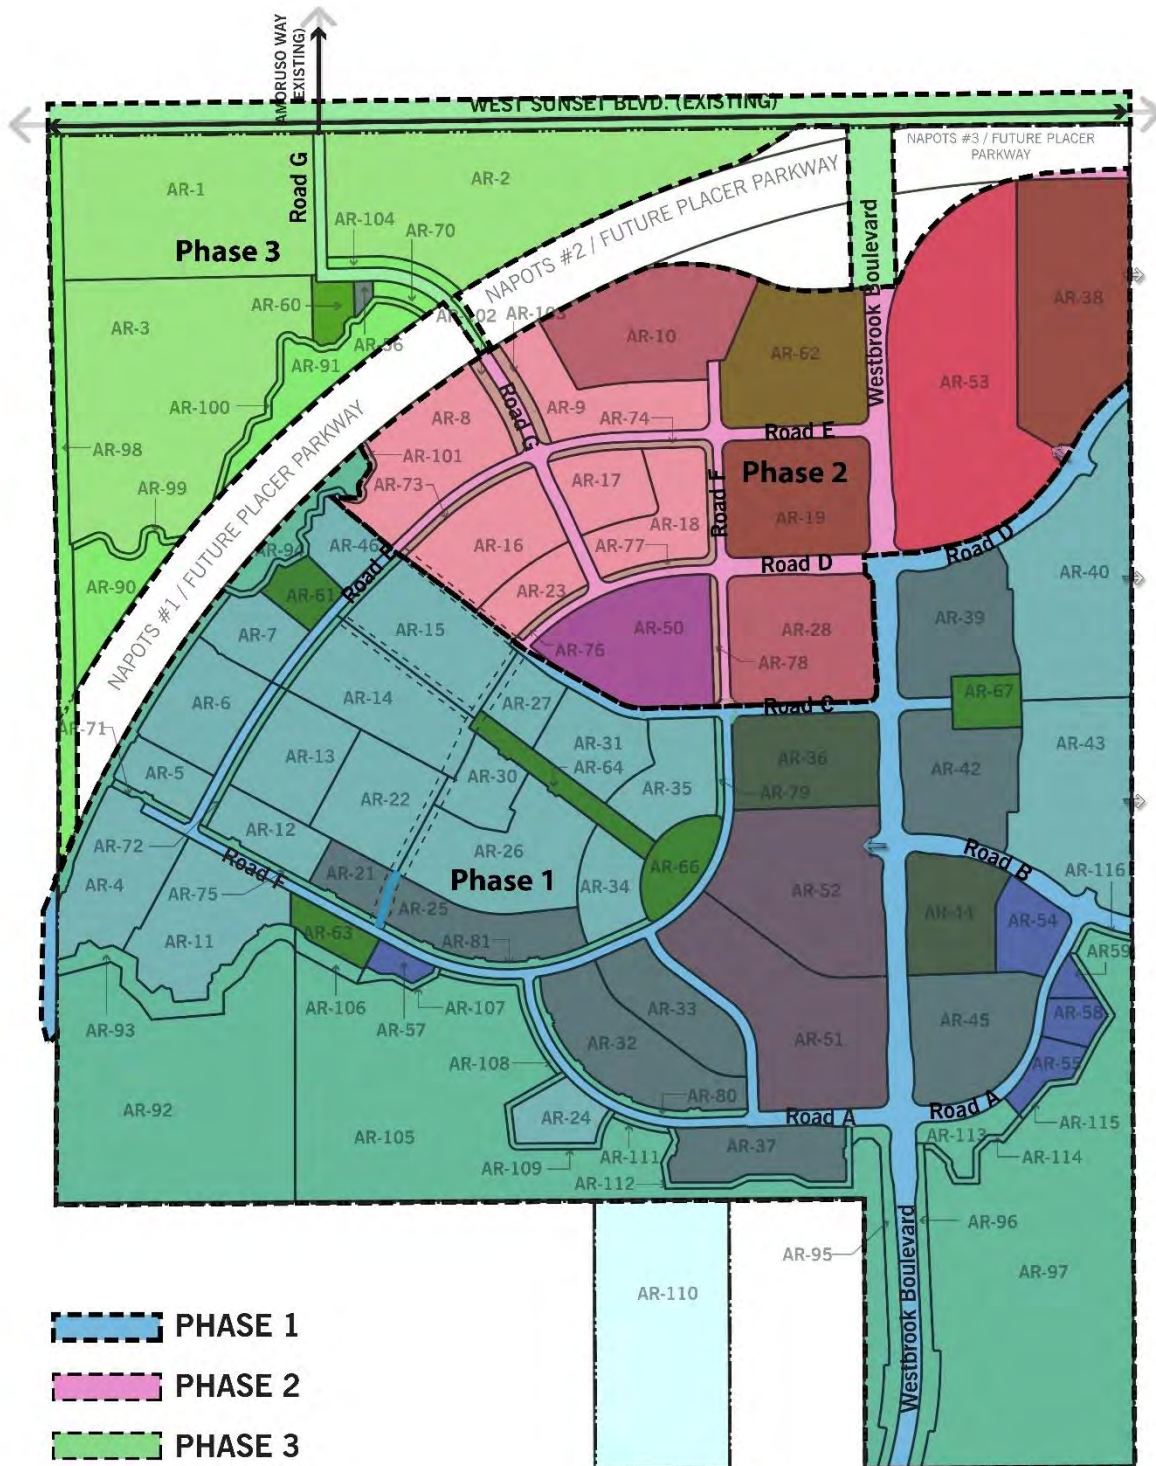 AMORUSO WAY
EXISTING)
WEST SUNSET BLVD. (EXISTING)
NAPOTS #3 / FUTURE PLACER
PARKWAY
NAPOTS #2 / FUTURE PLACER PARKWAY
AR-1
AR-2
Road G
AR-104
AR-70
Phase 3
Westbrook Boulevard
AR-60
AR-3
AR-91
AR-10
AR-62
AR-38
AR-53
AR-100
AR-8
Road G
AR-9
AR-74
Road E
AR-98
AR-101
AR-73
AR-17
Phase 2
AR-99
Road F
AR-18
AR-19
AR-94
AR-46
AR-16
AR-77
Road D
Road D
AR-90
NAPOTS #1 / FUTURE PLACER PARKWAY
AR-61
AR-23
AR-40
AR-7
AR-15
AR-50
AR-28
AR-39
AR-76
AR-78
AR-6
AR-14
AR-27
Road C
AR-67
AR-71
AR-13
AR-31
AR-36
AR-42
AR-43
AR-5
AR-30
AR-64
AR-35
AR-79
AR-22
AR-12
AR-72
AR-26
Road B
AR-4
Road F
AR-21
Phase 1
AR-34
AR-66
AR-52
AR-116
AR-75
AR-25
AR-54
AR-11
AR-63
AR-81
AR59
AR-106
AR-107
AR-33
AR-58
AR-93
AR-57
AR-32
AR-51
AR-45
AR-108
AR-55
AR-92
AR-105
AR-24
AR-80
Road A
Road A
AR-115
AR-109
AR-111
AR-37
AR-113
AR-114
AR-112
AR-96
AR-95
AR-97
AR-110
Westbrook Boulevard
PHASE 1
PHASE 2
PHASE 3